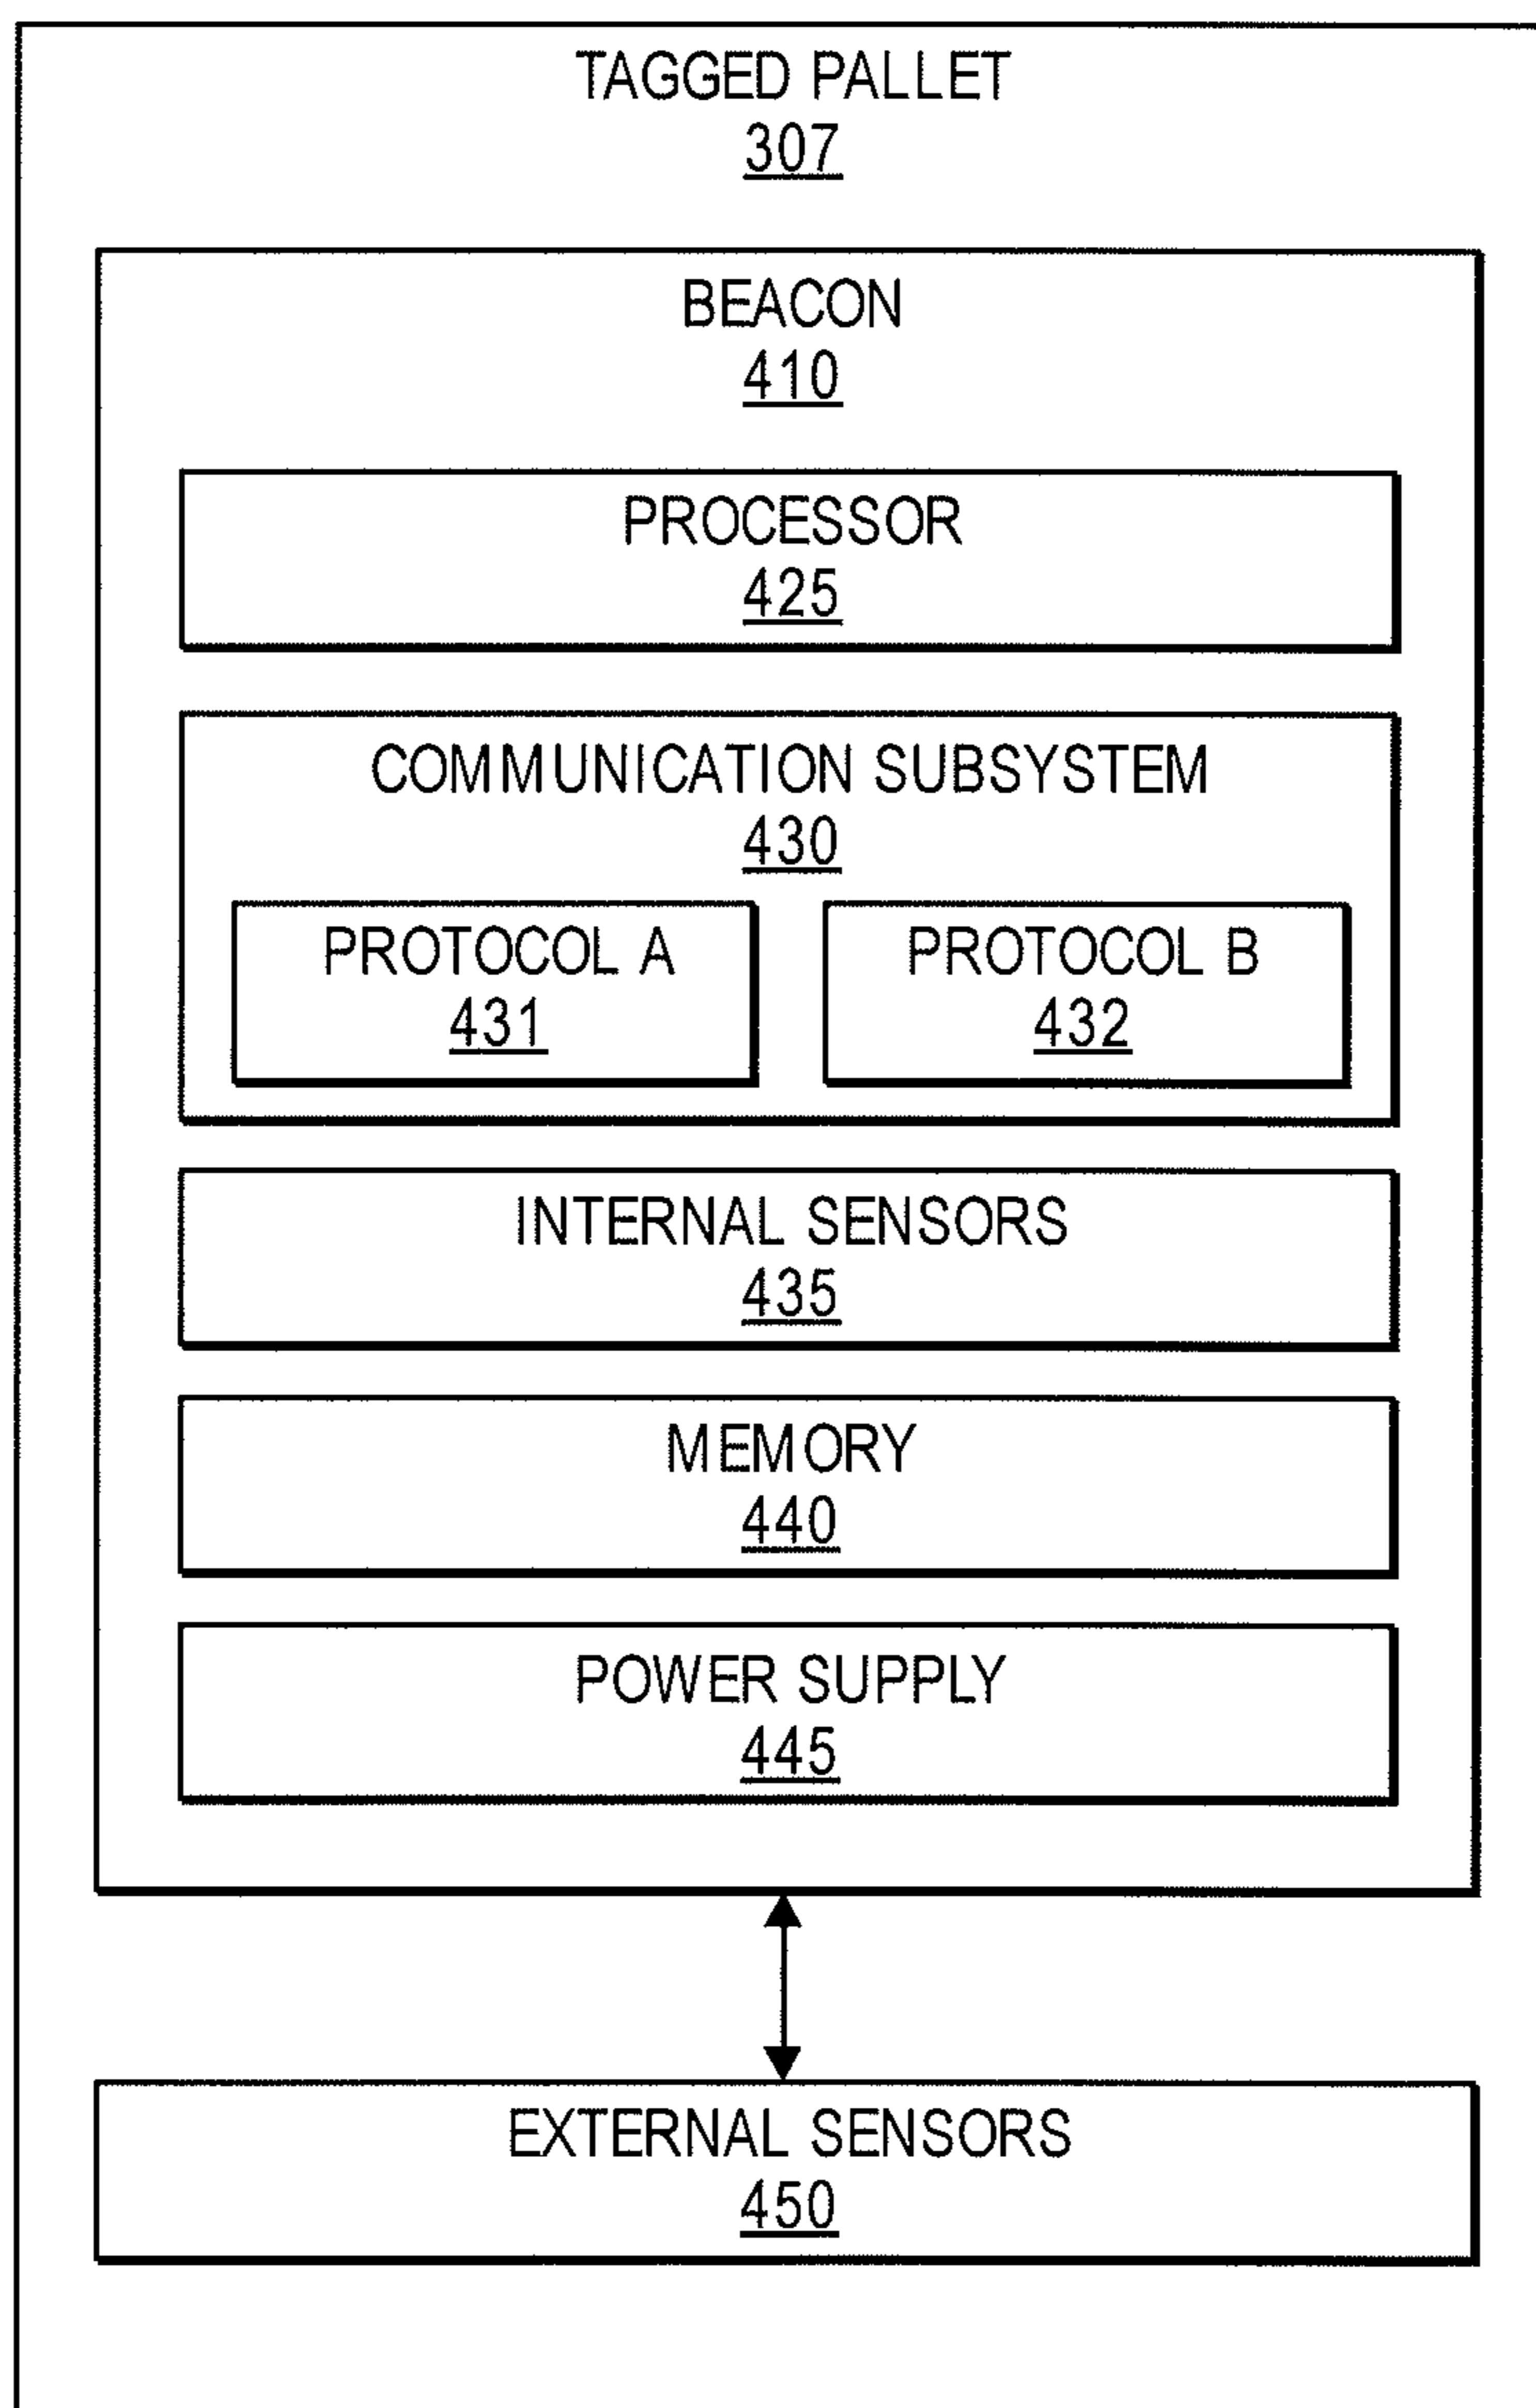 TAGGED PALLET
307
BEACON
410
PROCESSOR
425
COMMUNICATION SUBSYSTEM
430
PROTOCOL A
431
PROTOCOL B
432
INTERNAL SENSORS
435
MEMORY
440
POWER SUPPLY
445
EXTERNAL SENSORS
450